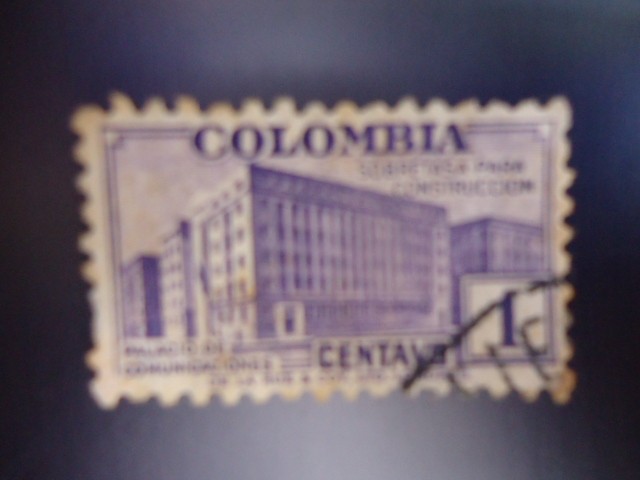 COLOMBIA
SOBRETASA PARA
CONSTRUCCION
1
PALACIO DE
COMUNICACIONES
CENTAVO